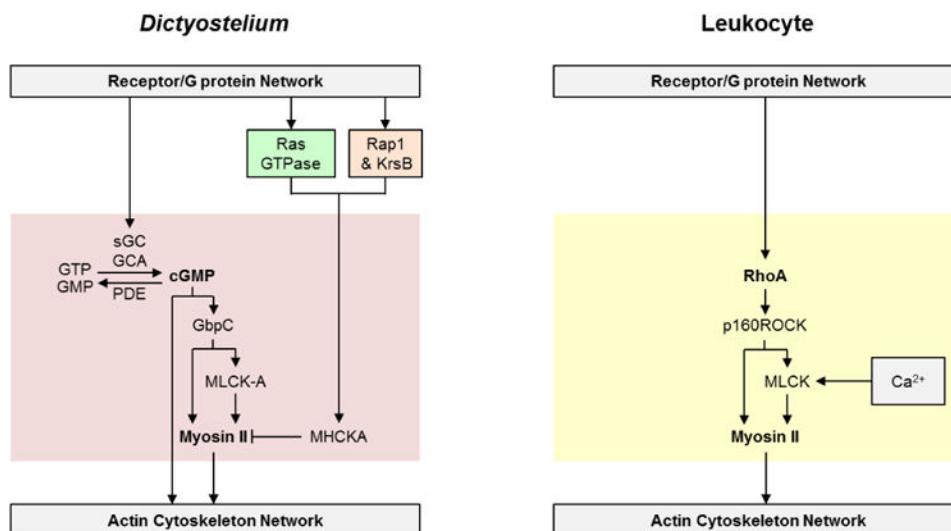 Dictyostelium
Leukocyte
Receptor/G protein Network
Receptor/G protein Network
Ras
GTPase
Rap1
& KrsB
sGC
GTP
GCA
cGMP
GMP
PDE
RhoA
GbpC
p160ROCK
MLCK-A
MLCK
Ca²⁺
Myosin II
MHCKA
Myosin II
Actin Cytoskeleton Network
Actin Cytoskeleton Network